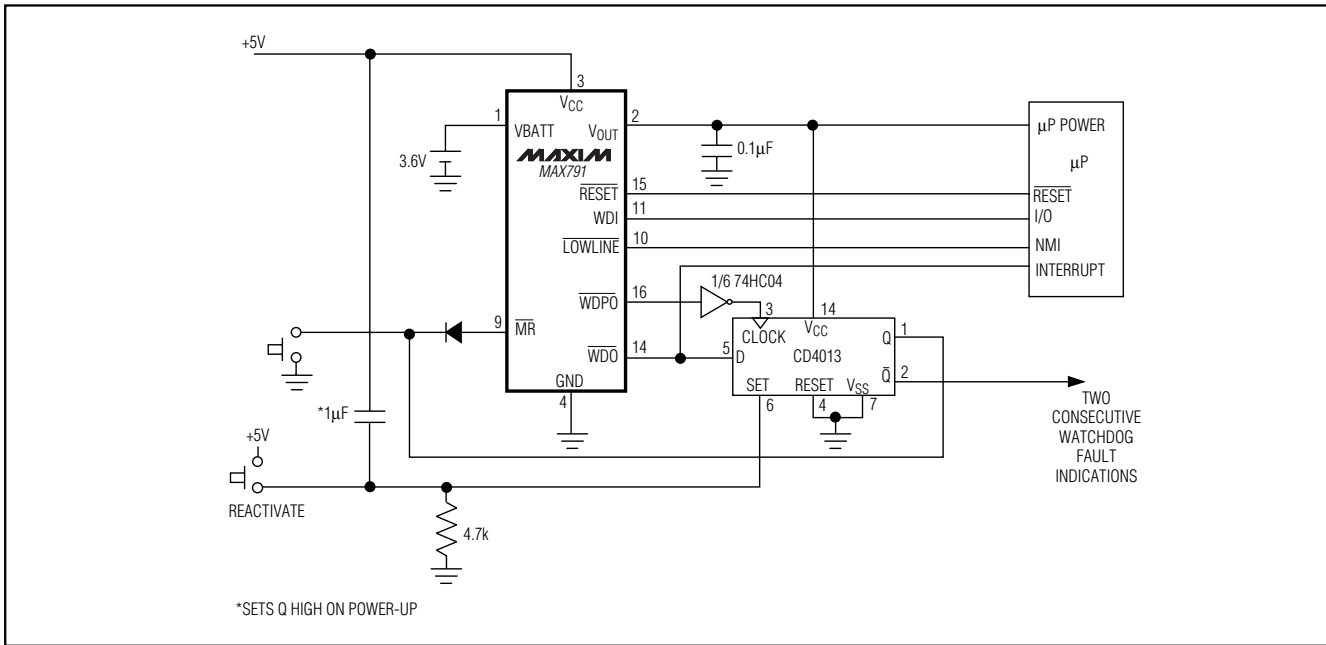 +5V
3
VCC
1
VBATT
VOUT
2
3.6V
MAXIM
MAX791
0.1µF
µP POWER
µP
RESET
15
RESET
WDI
11
I/O
LOWLINE
10
NMI
INTERRUPT
1/6 74HC04
WDPO
16
3
14
CLOCK
VCC
Q
1
9
MR
WDO
14
5
D
CD4013
Q
2
GND
4
SET
RESET
VSS
6
4
7
*1µF
+5V
REACTIVATE
4.7k
TWO
CONSECUTIVE
WATCHDOG
FAULT
INDICATIONS
*SETS Q HIGH ON POWER-UP